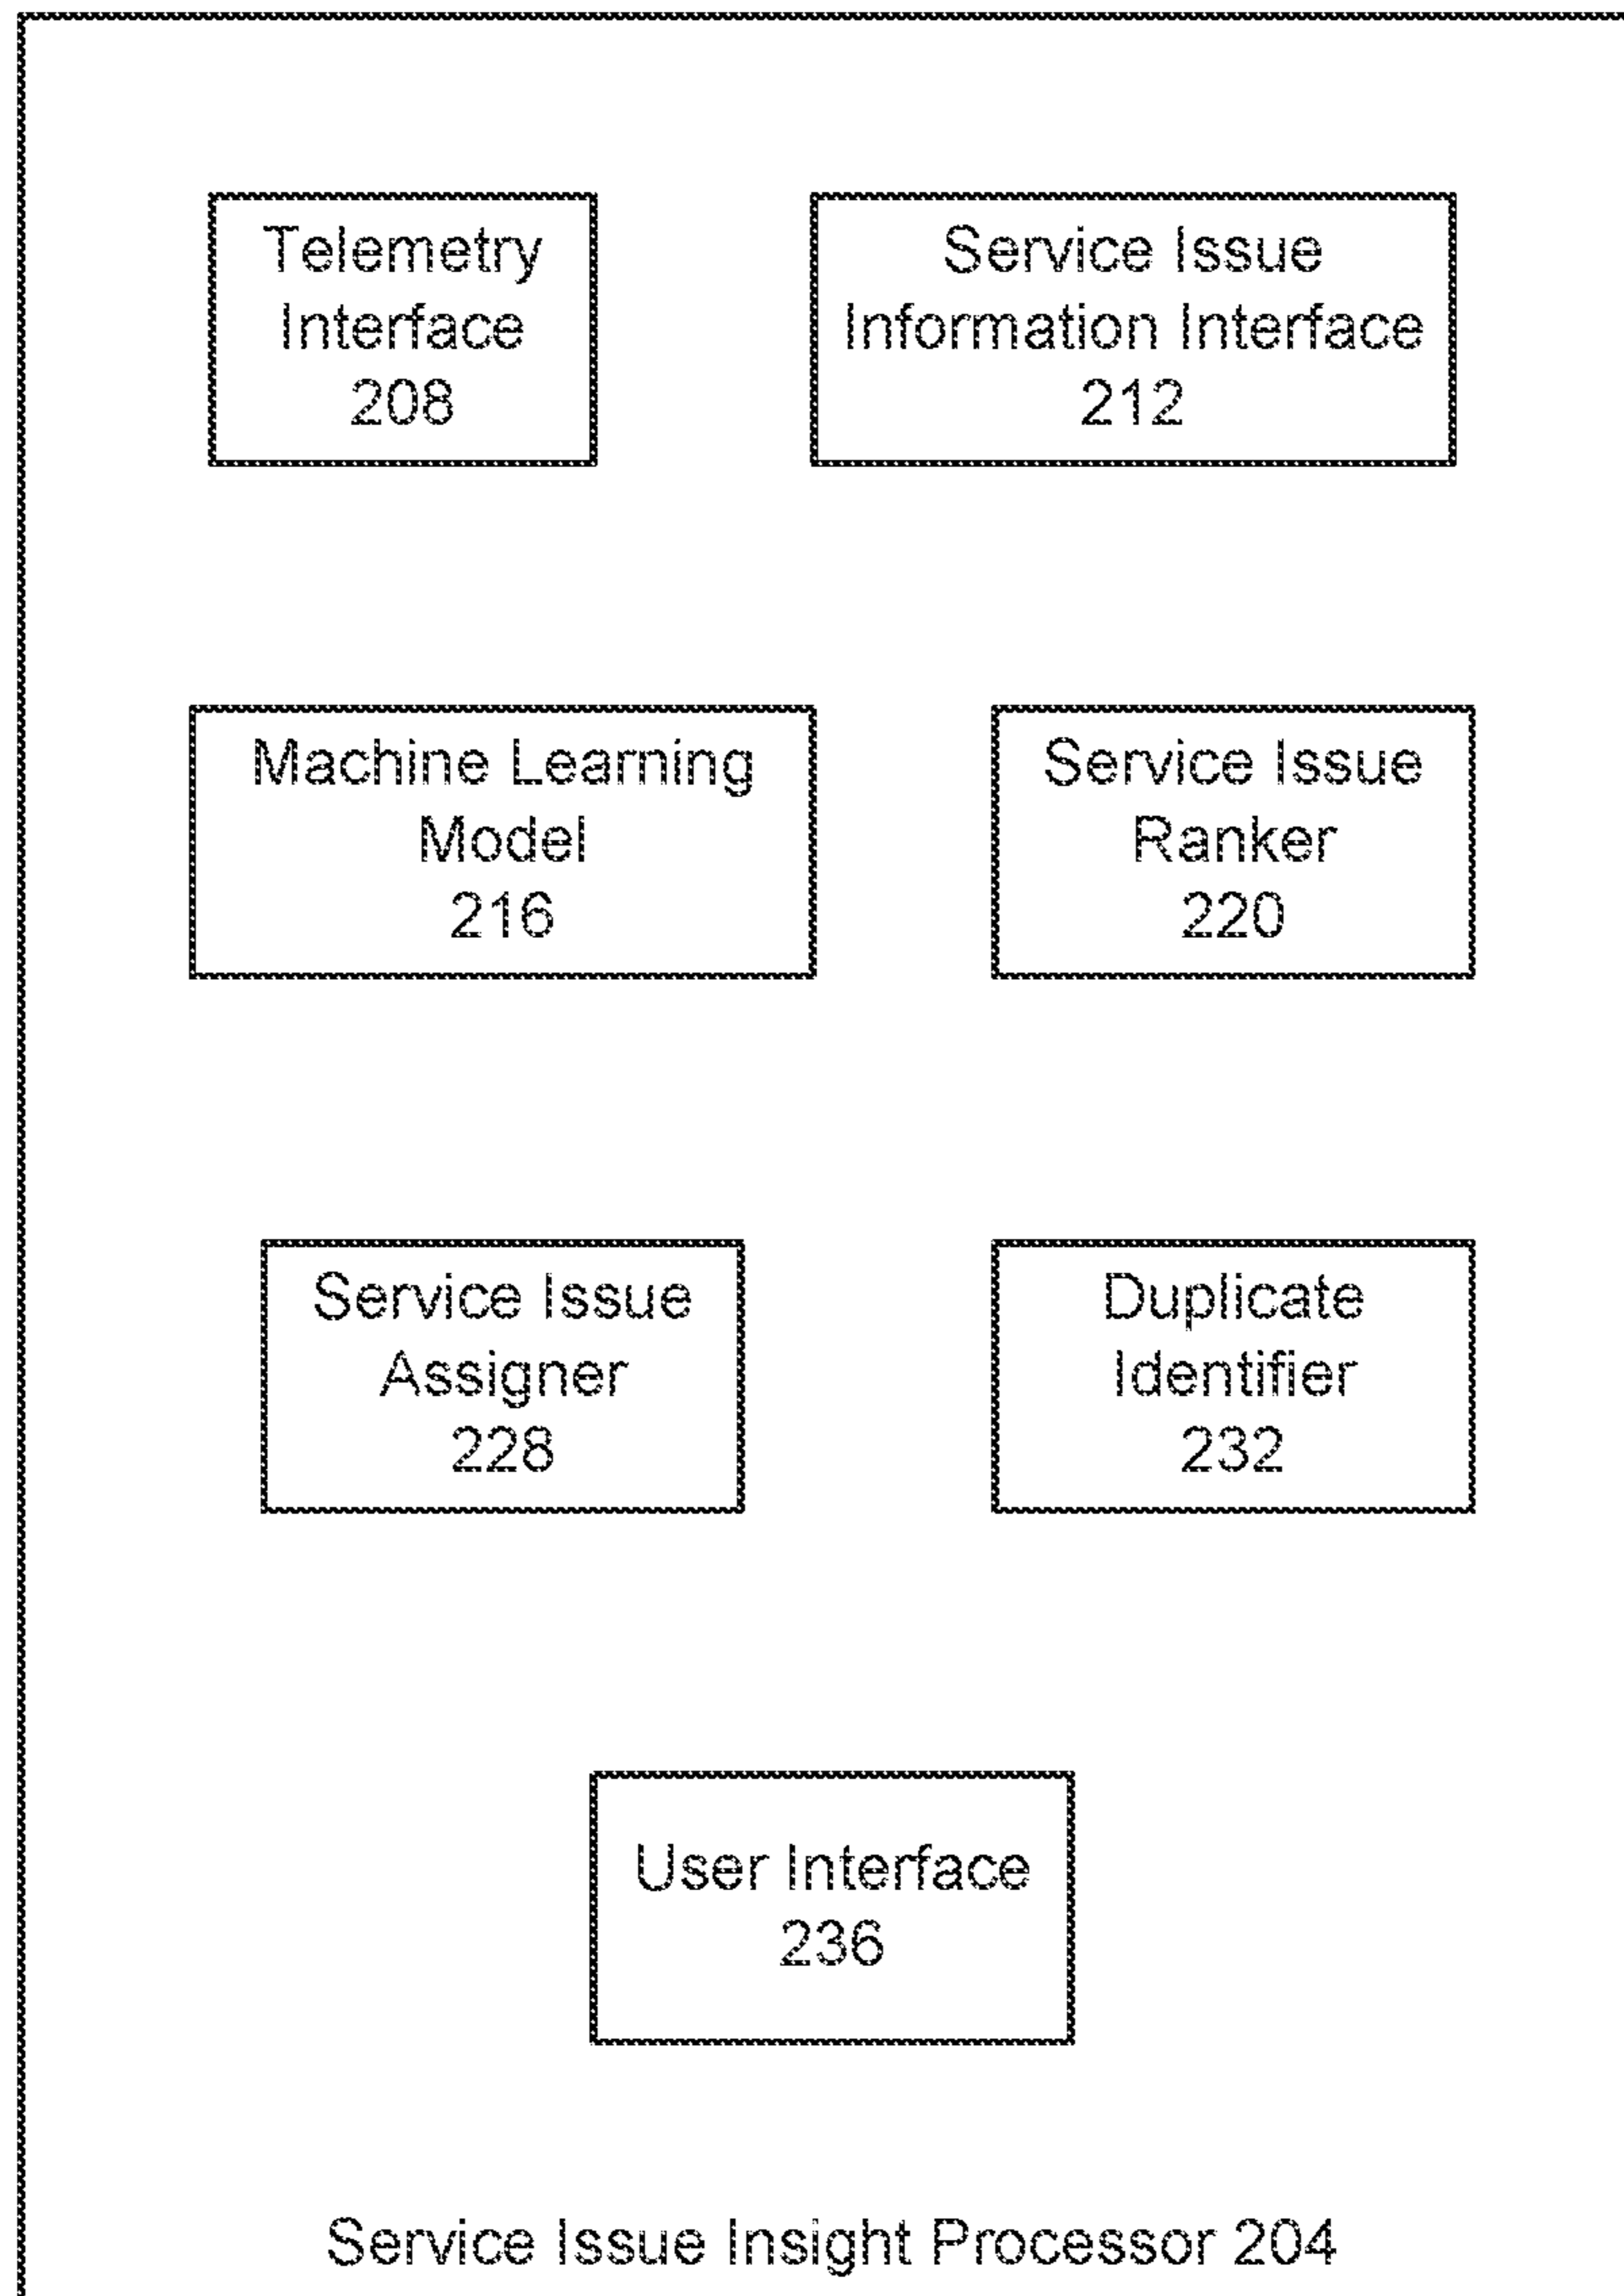 Telemetry
Interface
208
Service Issue
Information Interface
212
Machine Learning
Model
216
Service Issue
Ranker
220
Service Issue
Assigner
228
Duplicate
Identifier
232
User Interface
236
Service Issue Insight Processor 204